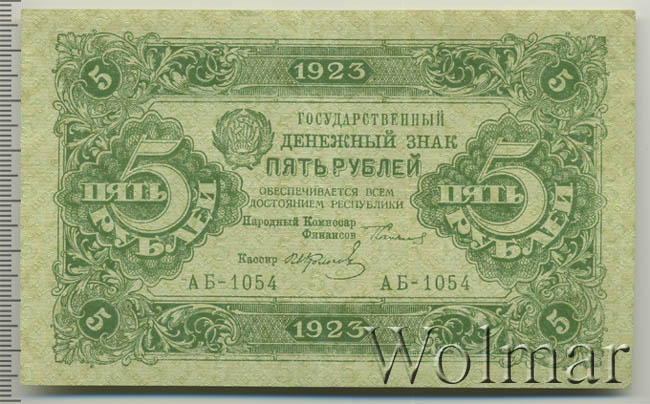 1923
5 5
ГОСУДАРСТВЕННЫЙ
ДЕНЕЖНЫЙ ЗНАК
ПЯТЬ РУБЛЕЙ
ОБЕСПЕЧИВАЕТСЯ ВСЕМ
ДОСТОЯНИЕМ РЕСПУБЛИКИ
5 5
ПЯТЬ ПЯТЬ
РУБЛЕЙ РУБЛЕЙ
Народный Комиссар
Финансов
Кассир
АБ-1054 АБ-1054
5 5
1923
Wolmar